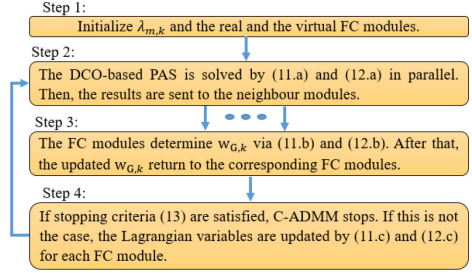 Step 1:
Initialize λ_{m,k} and the real and the virtual FC modules.
Step 2:
The DCO-based PAS is solved by (11.a) and (12.a) in parallel.
Then, the results are sent to the neighbour modules.
Step 3:
The FC modules determine w_{G,k} via (11.b) and (12.b). After that,
the updated w_{G,k} return to the corresponding FC modules.
Step 4:
If stopping criteria (13) are satisfied, C-ADMM stops. If this is not
the case, the Lagrangian variables are updated by (11.c) and (12.c)
for each FC module.